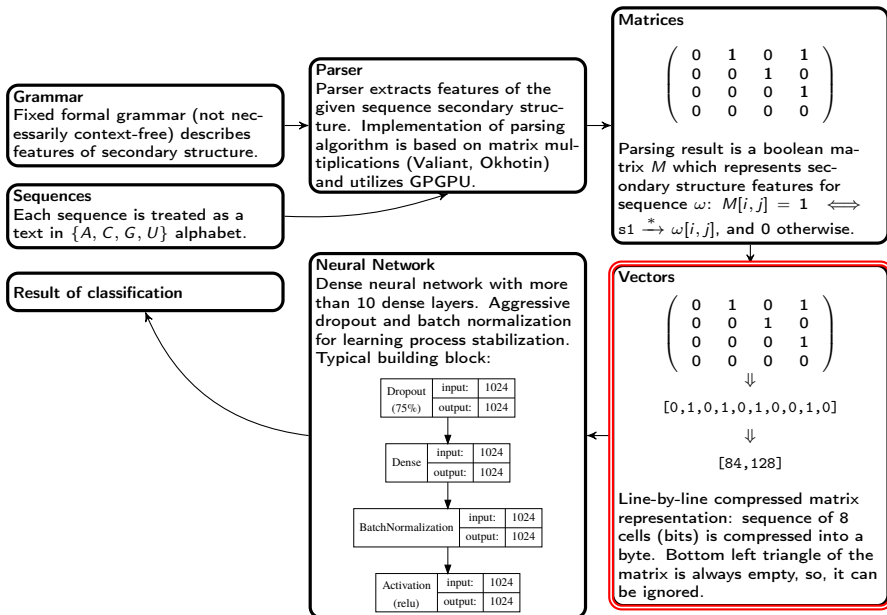 Grammar
Fixed formal grammar (not nec-
essarily context-free) describes
features of secondary structure.
Sequences
Each sequence is treated as a
text in {A, C, G, U} alphabet.
Result of classification
Parser
Parser extracts features of the
given sequence secondary struc-
ture. Implementation of parsing
algorithm is based on matrix mul-
tiplications (Valiant, Okhotin)
and utilizes GPGPU.
Matrices
0 1 0 1
0 0 1 0
0 0 0 1
0 0 0 0
Parsing result is a boolean ma-
trix M which represents sec-
ondary structure features for
sequence ω: M[i, j] = 1 ⟺
s1 →* ω[i, j], and 0 otherwise.
Vectors
0 1 0 1
0 0 1 0
0 0 0 1
0 0 0 0
⇓
[0,1,0,1,0,1,0,0,1,0]
⇓
[84,128]
Line-by-line compressed matrix
representation: sequence of 8
cells (bits) is compressed into a
byte. Bottom left triangle of the
matrix is always empty, so, it can
be ignored.
Neural Network
Dense neural network with more
than 10 dense layers. Aggressive
dropout and batch normalization
for learning process stabilization.
Typical building block:
Dropout
(75%)
input: 1024
output: 1024
Dense
input: 1024
output: 1024
BatchNormalization
input: 1024
output: 1024
Activation
(relu)
input: 1024
output: 1024